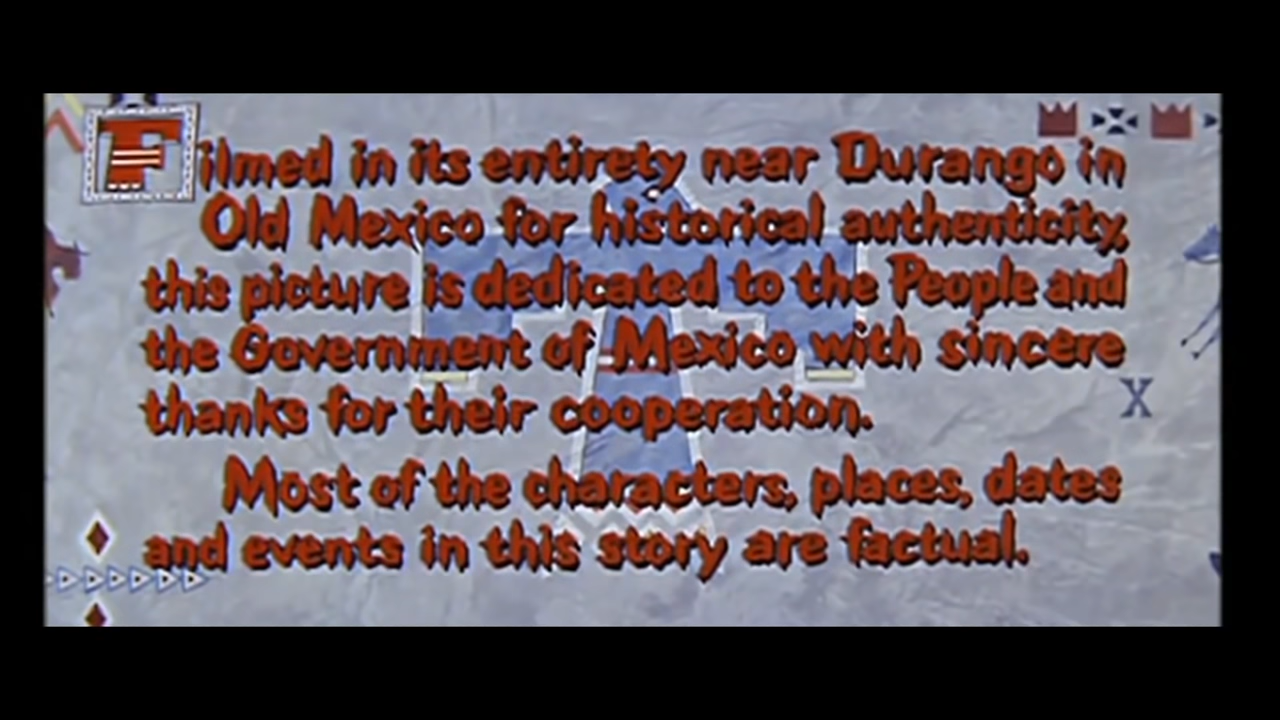 Filmed in its entirety near Durango in
Old Mexico for historical authenticity,
this picture is dedicated to the People and
the Government of Mexico with sincere
thanks for their cooperation.
Most of the characters, places, dates
and events in this story are factual.
X